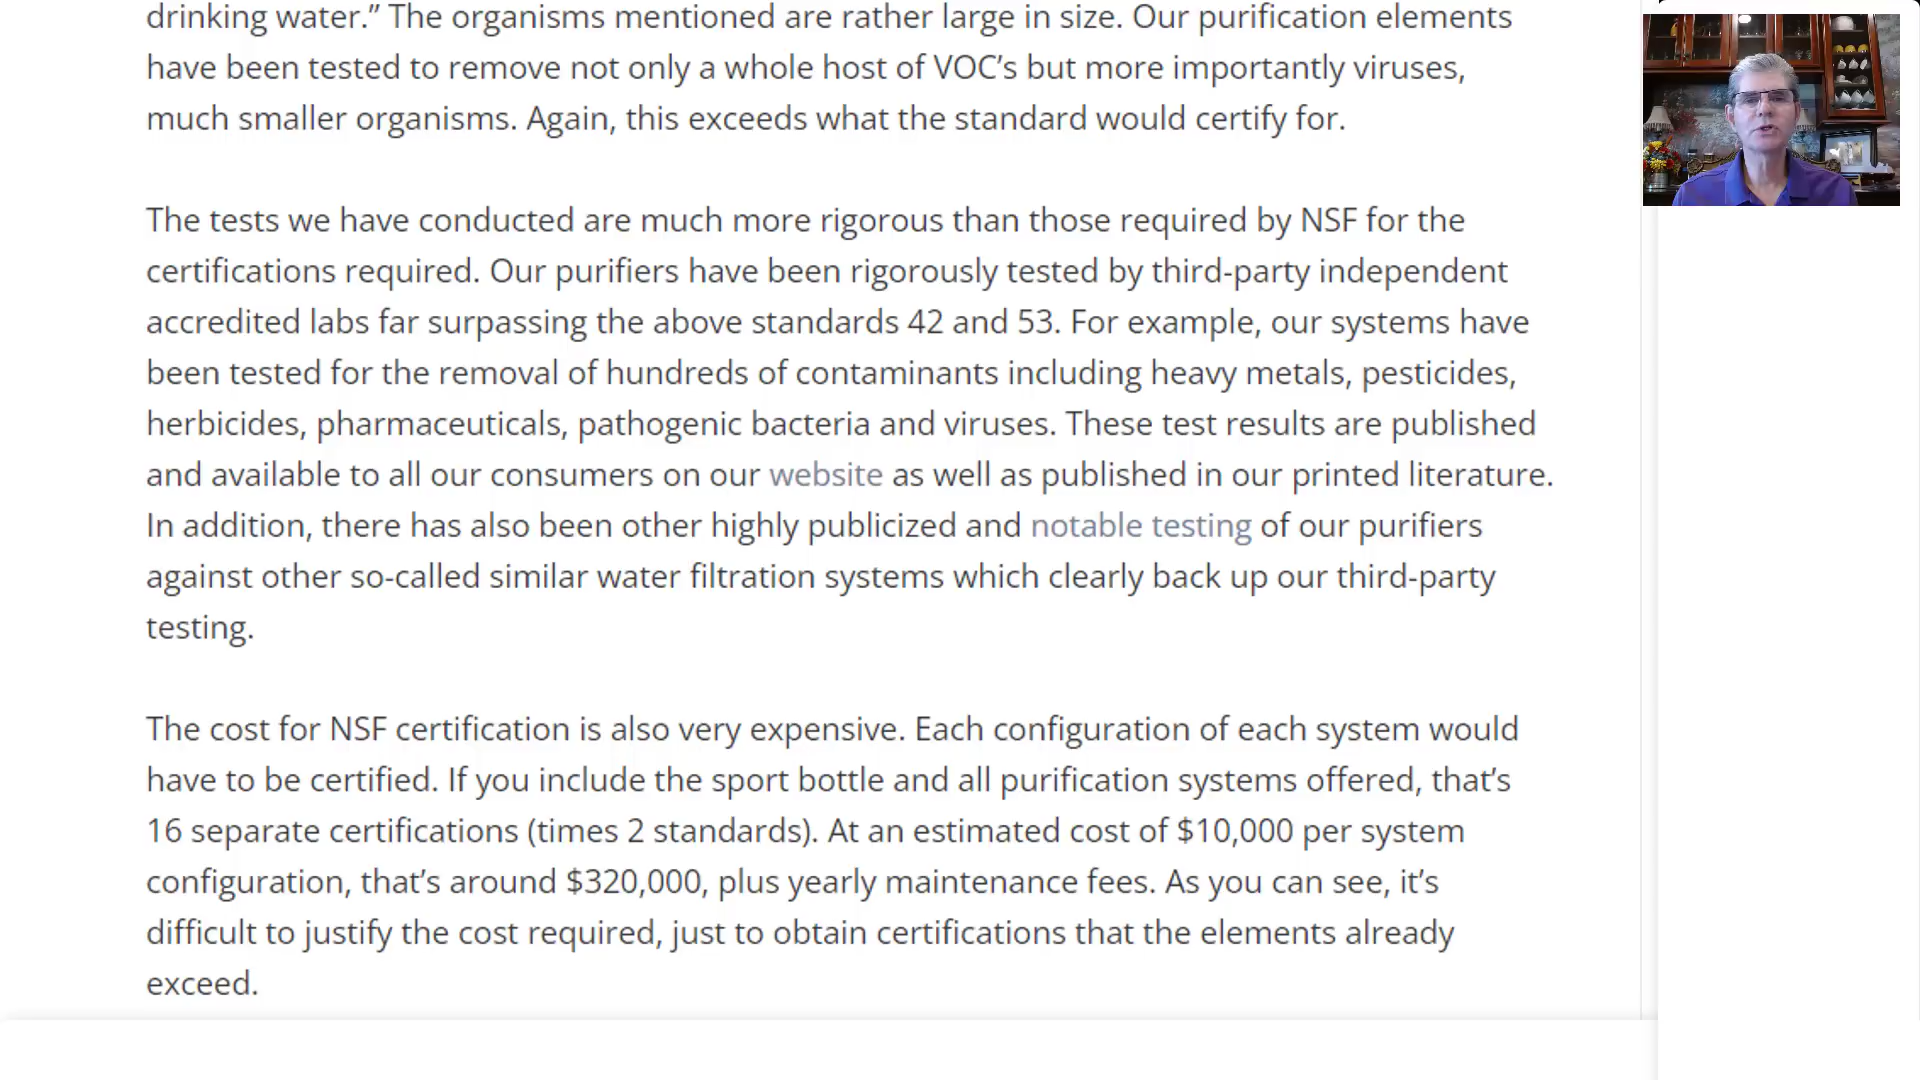 drinking water.” The organisms mentioned are rather large in size. Our purification elements
have been tested to remove not only a whole host of VOC’s but more importantly viruses,
much smaller organisms. Again, this exceeds what the standard would certify for.
The tests we have conducted are much more rigorous than those required by NSF for the
certifications required. Our purifiers have been rigorously tested by third-party independent
accredited labs far surpassing the above standards 42 and 53. For example, our systems have
been tested for the removal of hundreds of contaminants including heavy metals, pesticides,
herbicides, pharmaceuticals, pathogenic bacteria and viruses. These test results are published
and available to all our consumers on our website as well as published in our printed literature.
In addition, there has also been other highly publicized and notable testing of our purifiers
against other so-called similar water filtration systems which clearly back up our third-party
testing.
The cost for NSF certification is also very expensive. Each configuration of each system would
have to be certified. If you include the sport bottle and all purification systems offered, that’s
16 separate certifications (times 2 standards). At an estimated cost of $10,000 per system
configuration, that’s around $320,000, plus yearly maintenance fees. As you can see, it’s
difficult to justify the cost required, just to obtain certifications that the elements already
exceed.